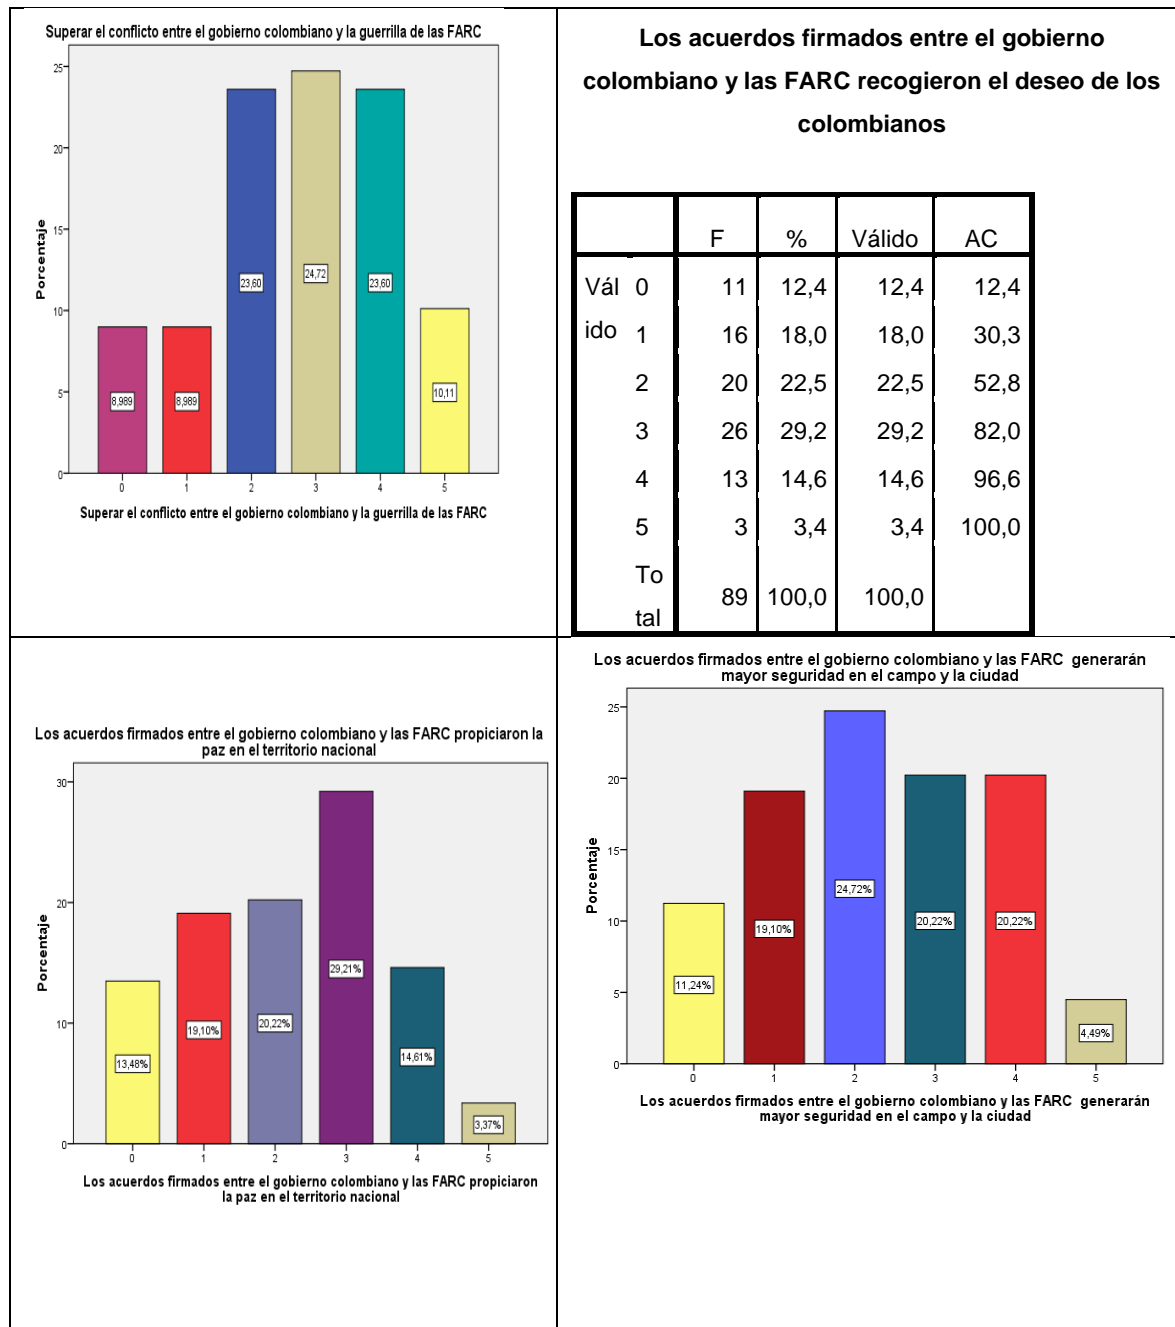 Superar el conflicto entre el gobierno colombiano y la guerrilla de las FARC
Porcentaje
25
20
15
10
5
0
8,989
8,989
23,60
24,72
23,60
10,11
0 1 2 3 4 5
Superar el conflicto entre el gobierno colombiano y la guerrilla de las FARC
Los acuerdos firmados entre el gobierno
colombiano y las FARC recogieron el deseo de los
colombianos
F % Válido AC
Vál 0 11 12,4 12,4 12,4
ido 1 16 18,0 18,0 30,3
2 20 22,5 22,5 52,8
3 26 29,2 29,2 82,0
4 13 14,6 14,6 96,6
5 3 3,4 3,4 100,0
To
tal 89 100,0 100,0
Los acuerdos firmados entre el gobierno colombiano y las FARC propiciaron la
paz en el territorio nacional
Porcentaje
30
20
10
0
13,48%
19,10%
20,22%
29,21%
14,61%
3,37%
0 1 2 3 4 5
Los acuerdos firmados entre el gobierno colombiano y las FARC propiciaron
la paz en el territorio nacional
Los acuerdos firmados entre el gobierno colombiano y las FARC generarán
mayor seguridad en el campo y la ciudad
Porcentaje
25
20
15
10
5
0
11,24%
19,10%
24,72%
20,22%
20,22%
4,49%
0 1 2 3 4 5
Los acuerdos firmados entre el gobierno colombiano y las FARC generarán
mayor seguridad en el campo y la ciudad